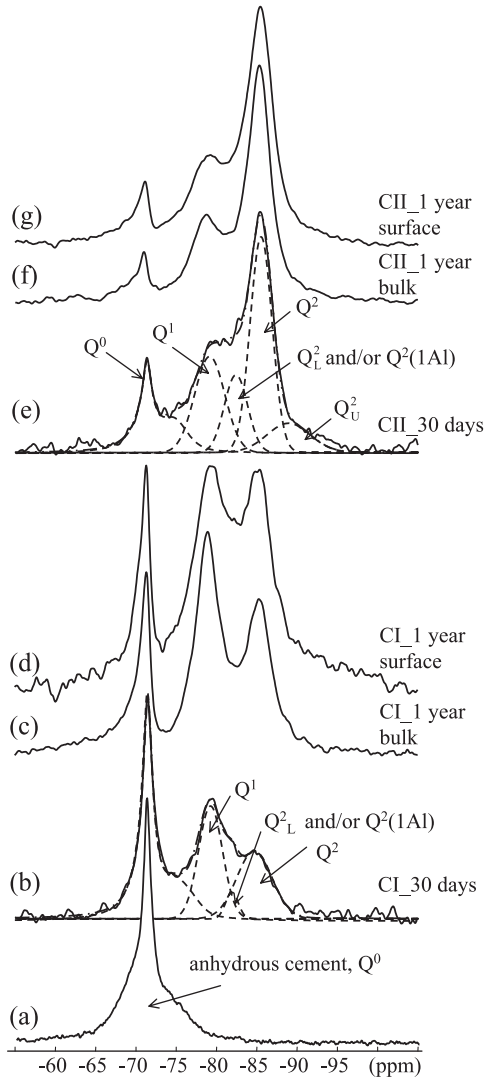 (g)
CII_1 year
surface
(f)
CII_1 year
bulk
Q²
Q¹
Q⁰
Q²L and/or Q²(1Al)
Q²U
(e)
CII_30 days
(d)
CI_1 year
surface
(c)
CI_1 year
bulk
Q¹
Q²L and/or Q²(1Al)
Q²
(b)
CI_30 days
anhydrous cement, Q⁰
(a)
-60 -65 -70 -75 -80 -85 -90 -95 (ppm)